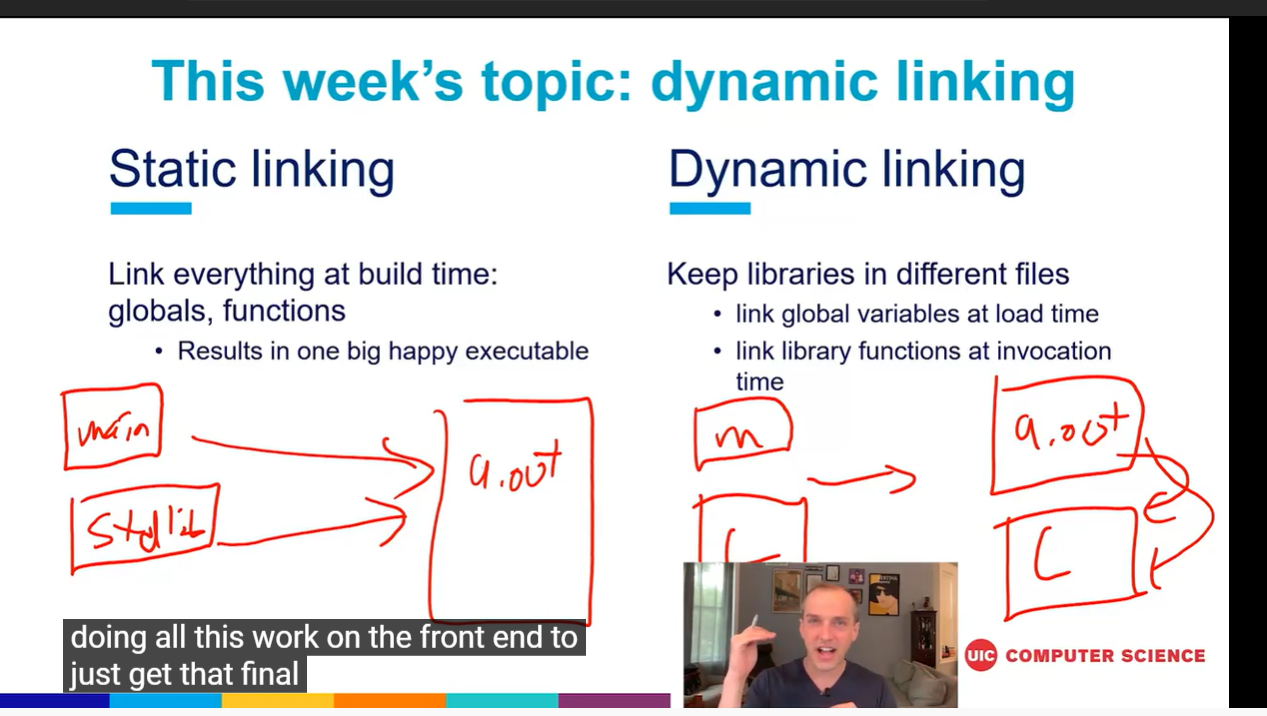 This week's topic: dynamic linking
Static linking
Link everything at build time:
globals, functions
• Results in one big happy executable
main
stdlib
a.out
Dynamic linking
Keep libraries in different files
• link global variables at load time
• link library functions at invocation
time
m
L
a.out
L
doing all this work on the front end to
just get that final
UIC COMPUTER SCIENCE